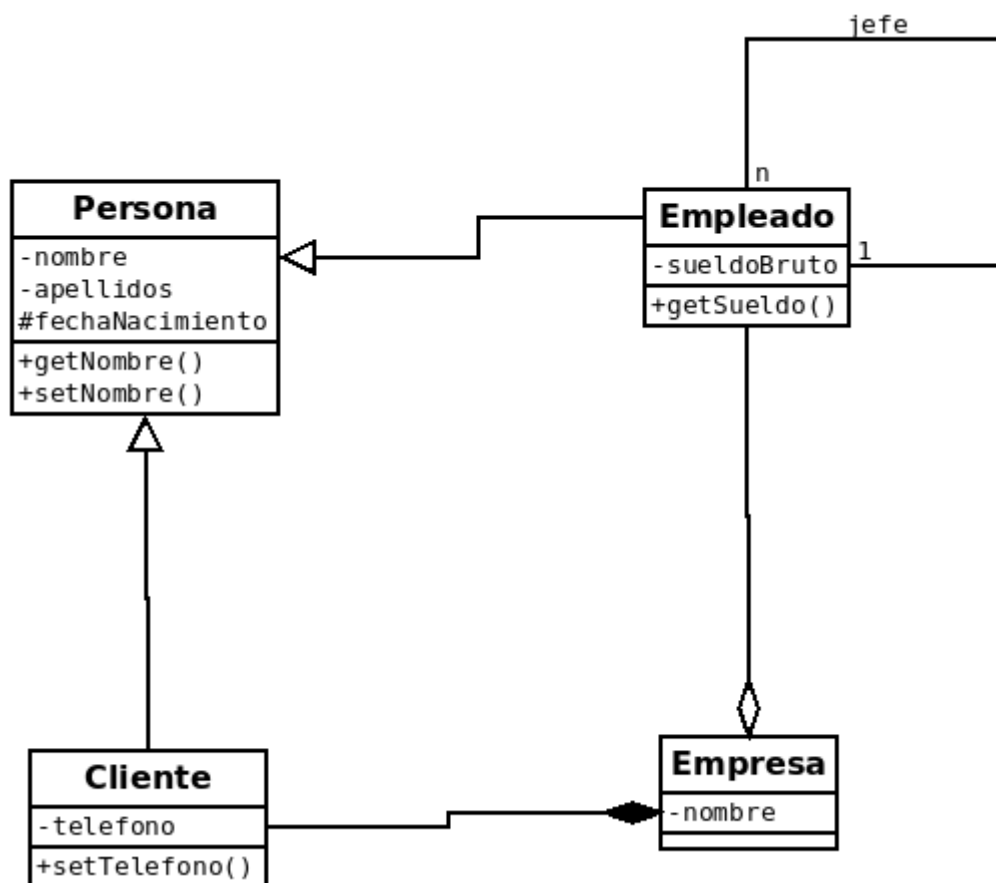 jefe
n
Persona
-nombre
-apellidos
#fechaNacimiento
+getNombre()
+setNombre()
Empleado
-sueldoBruto
+getSueldo()
1
Cliente
-telefono
+setTelefono()
Empresa
-nombre